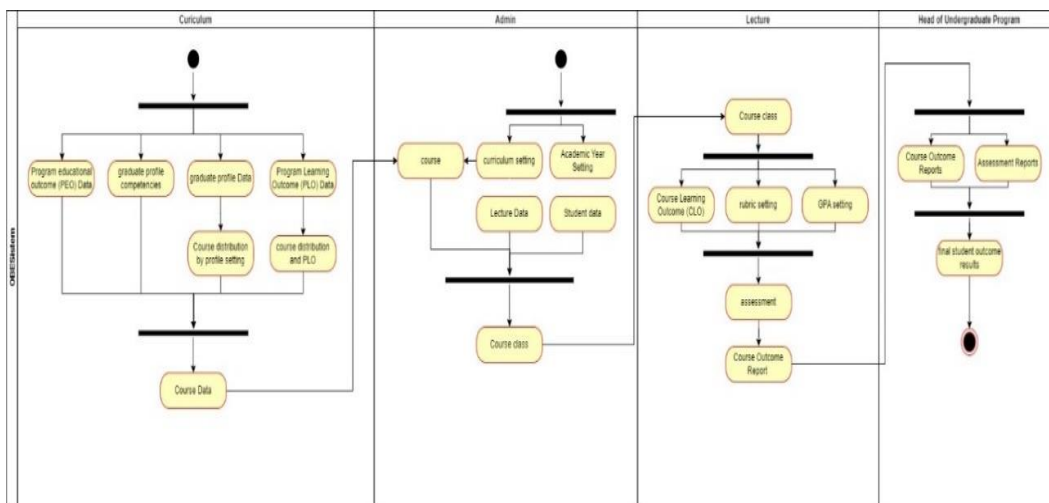 Curiculum
Admin
Lecture
Head of Undergraduate Program
OBESistem
Program educational
outcome (PEO) Data
graduate profile
competencies
graduate profile Data
Program Learning
Outcome (PLO) Data
Course distribution
by profile setting
course distribution
and PLO
Course Data
course
curriculum setting
Academic Year
Setting
Lecture Data
Student data
Course class
Course class
Course Learning
Outcome (CLO)
rubric setting
GPA setting
assessment
Course Outcome
Report
Course Outcome
Reports
Assessment Reports
final student outcome
results